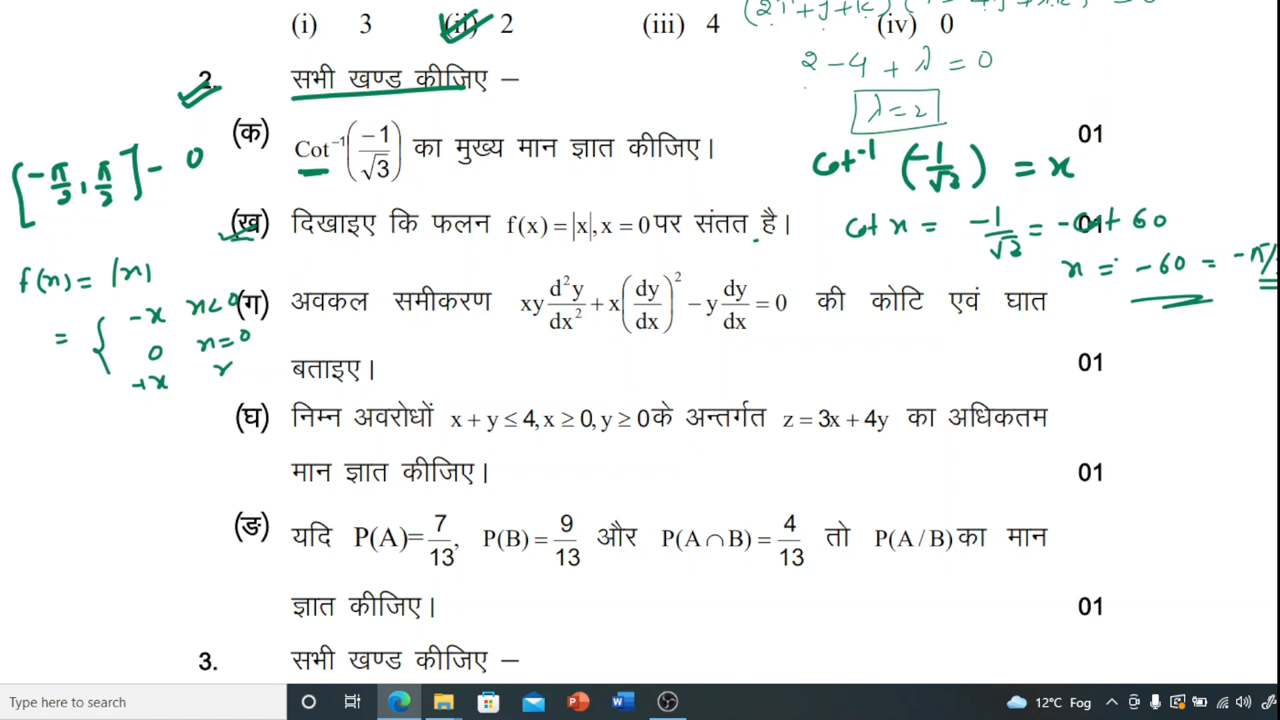 (i) 3 (ii) 2 (iii) 4 (iv) 0
2 - 4 + λ = 0
2. सभी खण्ड कीजिए –
λ = 2
(क) Cot⁻¹(-1/√3) का मुख्य मान ज्ञात कीजिए। 01
[-π/2, π/2] - 0
Cot⁻¹(-1/√3) = x
(ख) दिखाइए कि फलन f(x) = |x|, x = 0 पर संतत है। 01
cot x = -1/√3 = -cot 60
x = -60 = -π/
f(x) = |x|
= { -x x<0
0 x=0
+x
(ग) अवकल समीकरण xy d²y/dx² + x(dy/dx)² - y dy/dx = 0 की कोटि एवं घात
बताइए। 01
(घ) निम्न अवरोधों x + y ≤ 4, x ≥ 0, y ≥ 0 के अन्तर्गत z = 3x + 4y का अधिकतम
मान ज्ञात कीजिए। 01
(ङ) यदि P(A)= 7/13, P(B) = 9/13 और P(A∩B) = 4/13 तो P(A/B) का मान
ज्ञात कीजिए। 01
3. सभी खण्ड कीजिए –
Type here to search 12°C Fog